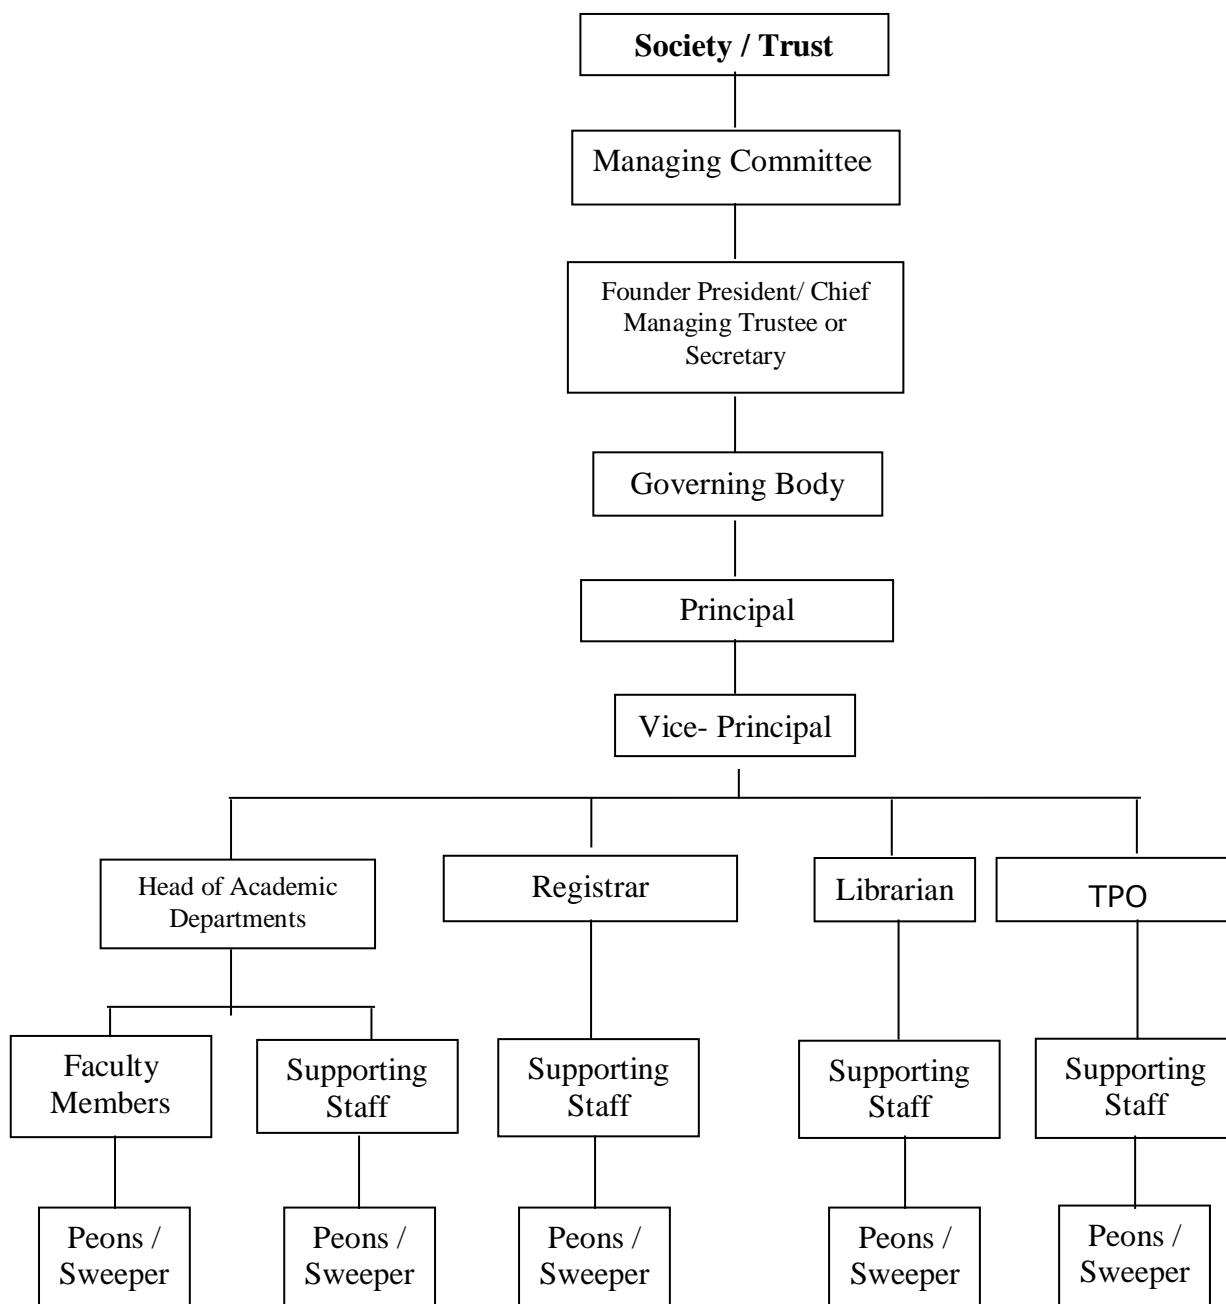 Society / Trust
Managing Committee
Founder President/ Chief
Managing Trustee or
Secretary
Governing Body
Principal
Vice- Principal
Head of Academic
Departments
Registrar
Librarian
TPO
Faculty
Members
Supporting
Staff
Supporting
Staff
Supporting
Staff
Supporting
Staff
Peons /
Sweeper
Peons /
Sweeper
Peons /
Sweeper
Peons /
Sweeper
Peons /
Sweeper